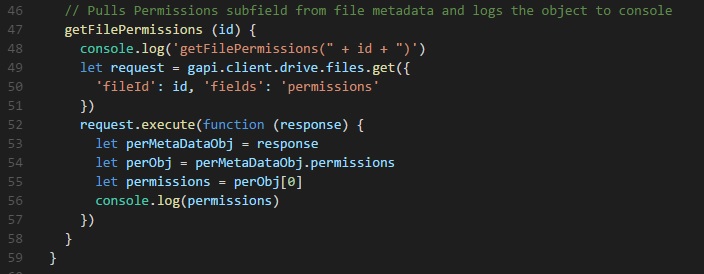 46 // Pulls Permissions subfield from file metadata and logs the object to console
47 getFilePermissions (id) {
48 console.log('getFilePermissions(" + id + ")')
49 let request = gapi.client.drive.files.get({
50 'fileId': id, 'fields': 'permissions'
51 })
52 request.execute(function (response) {
53 let perMetaDataObj = response
54 let perObj = perMetaDataObj.permissions
55 let permissions = perObj[0]
56 console.log(permissions)
57 })
58 }
59 }